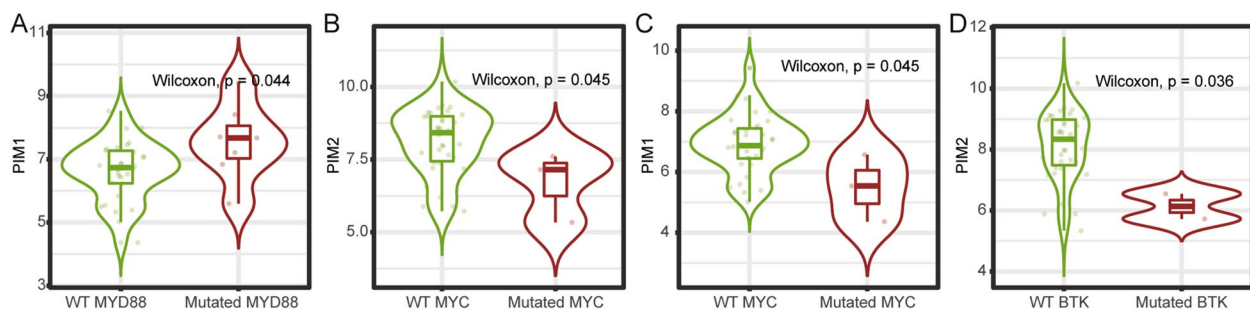 A
PIM1
11
9
7
5
3
Wilcoxon, p = 0.044
WT MYD88 Mutated MYD88
B
PIM2
10.0
7.5
5.0
Wilcoxon, p = 0.045
WT MYC Mutated MYC
C
PIM1
10
8
6
4
Wilcoxon, p = 0.045
WT MYC Mutated MYC
D
PIM2
12
10
8
6
4
Wilcoxon, p = 0.036
WT BTK Mutated BTK